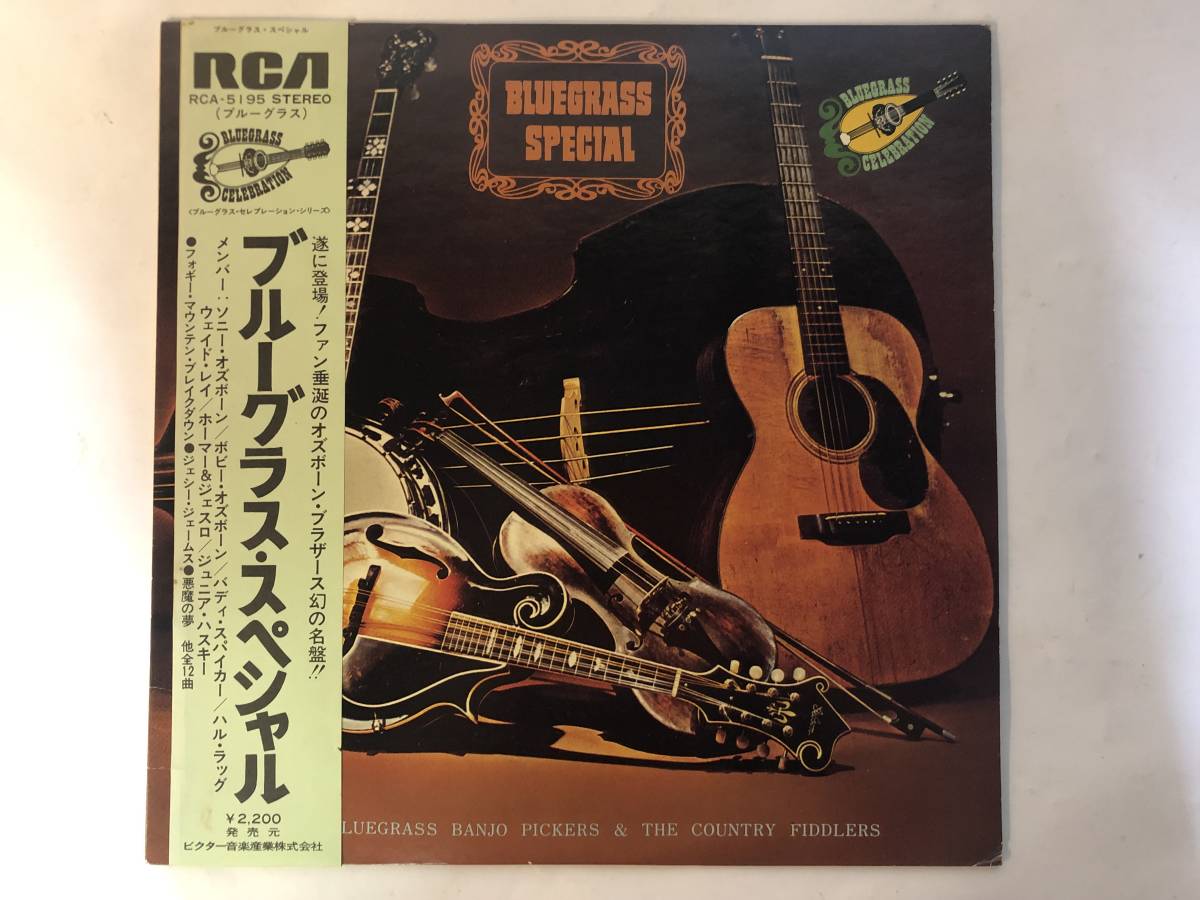 ブルーグラス・スペシャル
RCA
RCA-5195 STEREO
(ブルーグラス)
BLUEGRASS
CELEBRATION
〈ブルーグラス・セレブレーション・シリーズ〉
遂に登場!ファン垂涎のオズボーン・ブラザース幻の名盤!!
ブルーグラス・スペシャル
メンバー:ソニー・オズボーン/ボビー・オズボーン/バディ・スパイカー/ハル・ラッグ
ウェイド・レイ/ホーマー&ジェスロ/ジュニア・ハスキー
●フォギー・マウンテン・ブレイクダウン●ジェシー・ジェームス●悪魔の夢 他全12曲
¥2,200
発売元
ビクター音楽産業株式会社
BLUEGRASS
SPECIAL
BLUEGRASS
CELEBRATION
Gibson
LUEGRASS BANJO PICKERS & THE COUNTRY FIDDLERS